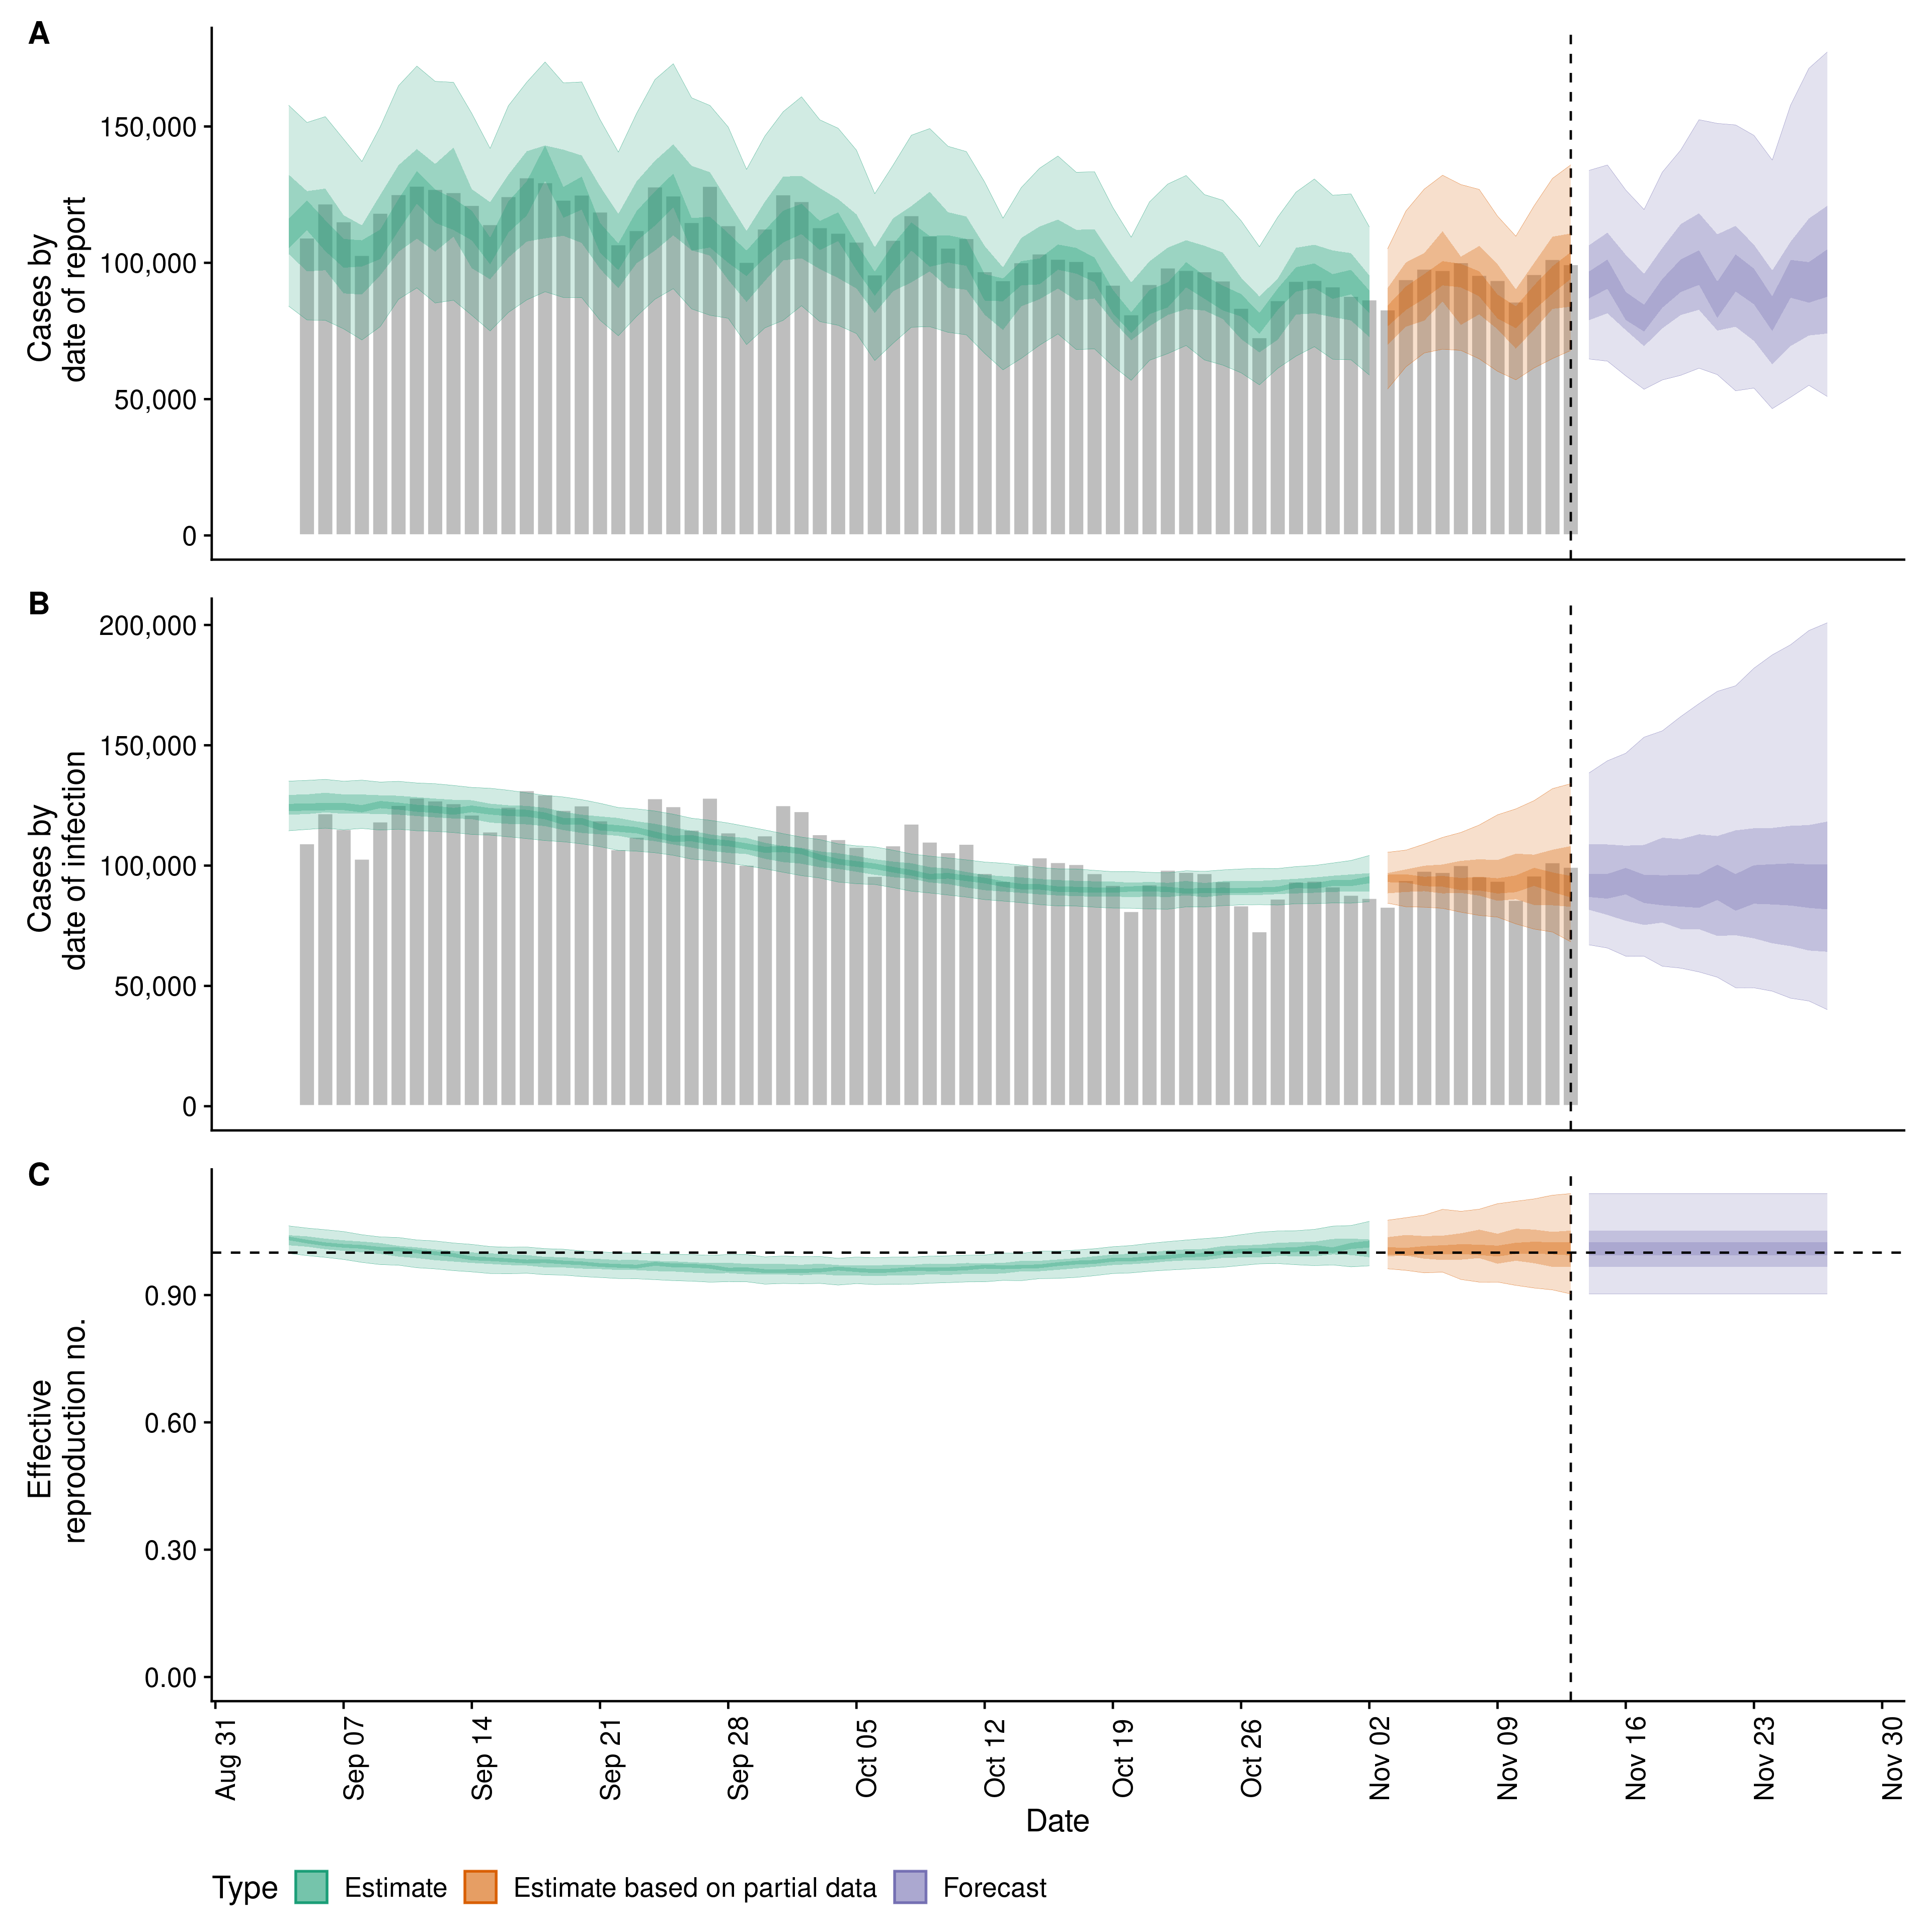 A
Cases by
date of report
150,000
100,000
50,000
0
B
Cases by
date of infection
200,000
150,000
100,000
50,000
0
C
Effective
reproduction no.
0.90
0.60
0.30
0.00
Aug 31
Sep 07
Sep 14
Sep 21
Sep 28
Oct 05
Oct 12
Oct 19
Oct 26
Nov 02
Nov 09
Nov 16
Nov 23
Nov 30
Date
Type Estimate Estimate based on partial data Forecast